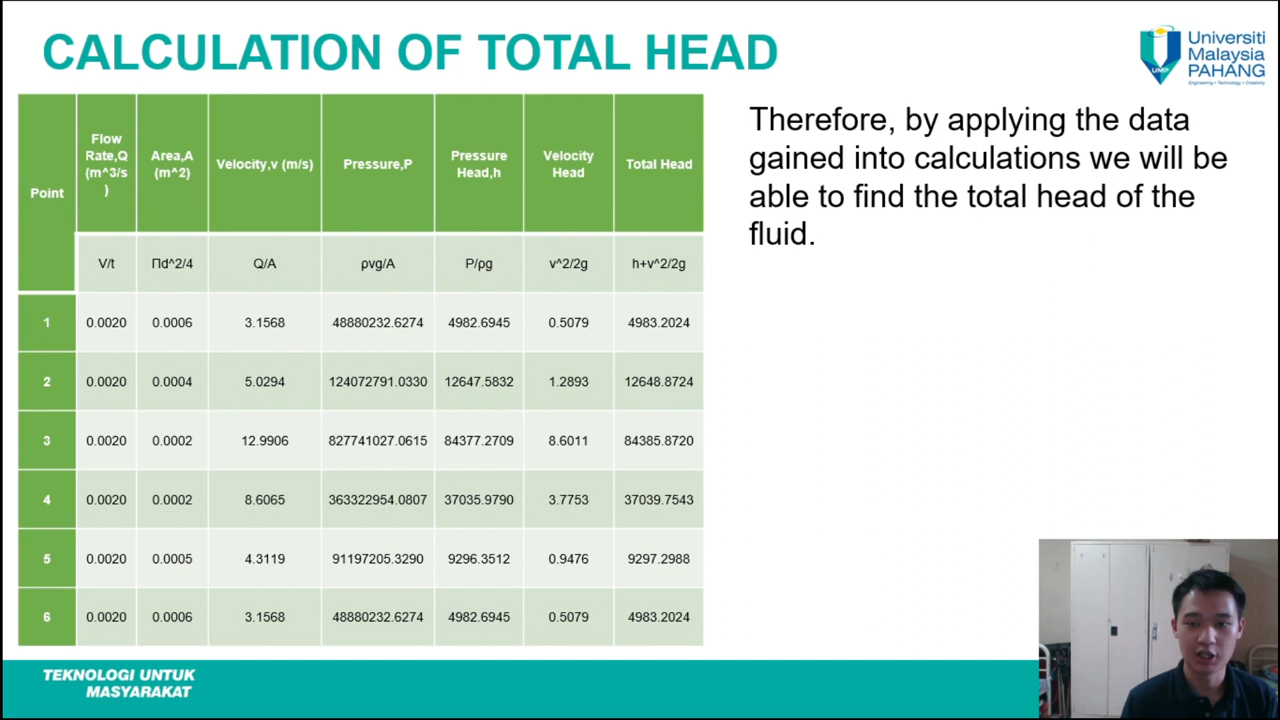 CALCULATION OF TOTAL HEAD
Universiti
Malaysia
PAHANG
Engineering • Technology • Creativity
UMP
Point
Flow
Rate,Q
(m^3/s
)
Area,A
(m^2)
Velocity,v (m/s)
Pressure,P
Pressure
Head,h
Velocity
Head
Total Head
V/t Πd^2/4 Q/A ρvg/A P/ρg v^2/2g h+v^2/2g
1 0.0020 0.0006 3.1568 48880232.6274 4982.6945 0.5079 4983.2024
2 0.0020 0.0004 5.0294 124072791.0330 12647.5832 1.2893 12648.8724
3 0.0020 0.0002 12.9906 827741027.0615 84377.2709 8.6011 84385.8720
4 0.0020 0.0002 8.6065 363322954.0807 37035.9790 3.7753 37039.7543
5 0.0020 0.0005 4.3119 91197205.3290 9296.3512 0.9476 9297.2988
6 0.0020 0.0006 3.1568 48880232.6274 4982.6945 0.5079 4983.2024
Therefore, by applying the data
gained into calculations we will be
able to find the total head of the
fluid.
TEKNOLOGI UNTUK
MASYARAKAT